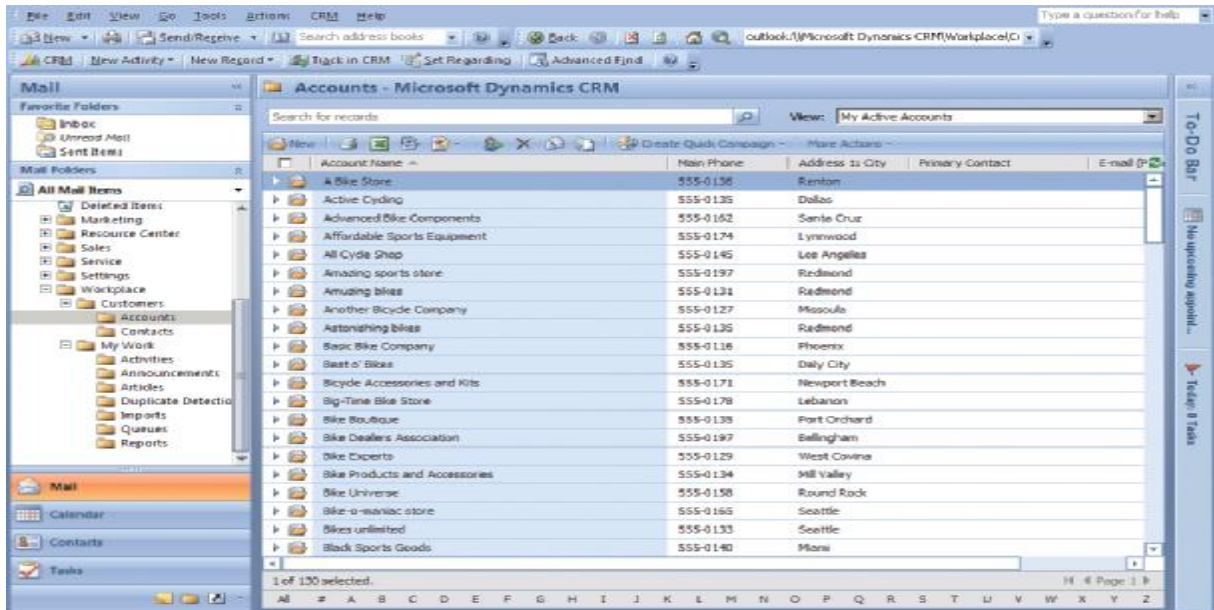 File Edit View Go Tools Actions CRM Help
Type a question for help
New Send/Receive Search address books Back outlook:\\Microsoft Dynamics CRM\Workplace\C
CRM New Activity New Record Track in CRM Set Regarding Advanced Find
Mail
Favorite Folders
Inbox
Unread Mail
Sent Items
Mail Folders
All Mail Items
Deleted Items
Marketing
Resource Center
Sales
Service
Settings
Workplace
Customers
Accounts
Contacts
My Work
Activities
Announcements
Articles
Duplicate Detectio
Imports
Queues
Reports
Mail
Calendar
Contacts
Tasks
Accounts - Microsoft Dynamics CRM
Search for records View: My Active Accounts
New Create Quick Campaign More Actions
Account Name Main Phone Address 1: City Primary Contact E-mail (P
A Bike Store Renton
Active Cycling 555-0135 Dallas
Advanced Bike Components 555-0162 Santa Cruz
Affordable Sports Equipment 555-0174 Lynnwood
All Cycle Shop 555-0145 Los Angeles
Amazing sports store 555-0197 Redmond
Amusing bikes 555-0131 Redmond
Another Bicycle Company 555-0127 Missoula
Astonishing bikes 555-0135 Redmond
Basic Bike Company 555-0116 Phoenix
Best o' Bikes 555-0135 Daly City
Bicycle Accessories and Kits 555-0171 Newport Beach
Big-Time Bike Store 555-0178 Lebanon
Bike Boutique Port Orchard
Bike Dealers Association 555-0197 Bellingham
Bike Experts 555-0129 West Covina
Bike Products and Accessories 555-0134 Mill Valley
Bike Universe 555-0158 Round Rock
Bike-o-maniac store 555-0165 Seattle
Bikes unlimited 555-0133 Seattle
Black Sports Goods 555-0140 Miami
1 of 130 selected. Page 1
All # A B C D E F G H I J K L M N O P Q R S T U V W X Y Z
To-Do Bar
No upcoming appoint...
Today: 0 Tasks